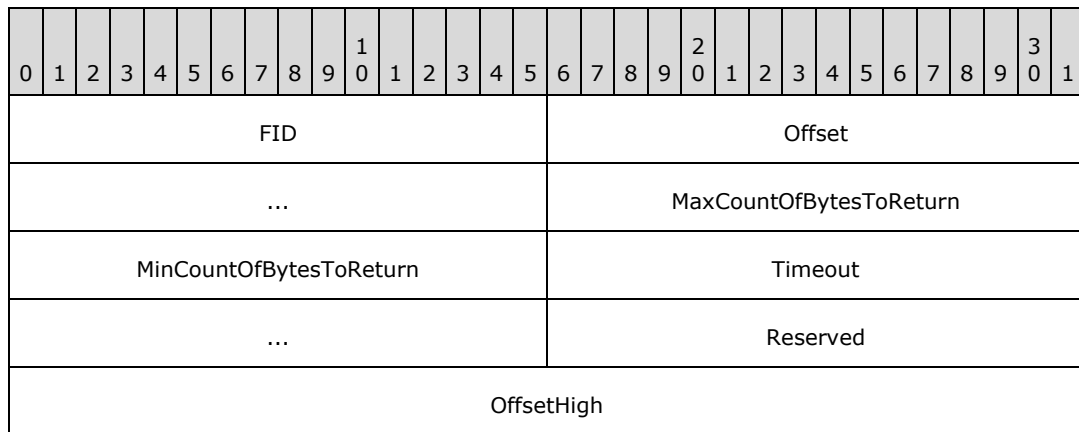 1 2 3
0 1 2 3 4 5 6 7 8 9 0 1 2 3 4 5 6 7 8 9 0 1 2 3 4 5 6 7 8 9 0 1
FID Offset
... MaxCountOfBytesToReturn
MinCountOfBytesToReturn Timeout
... Reserved
OffsetHigh